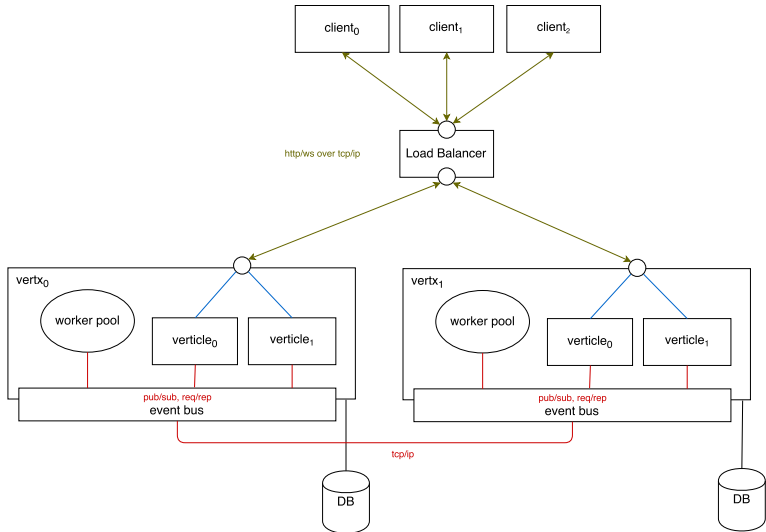 client0
client1
client2
http/ws over tcp/ip
Load Balancer
vertx0
worker pool
verticle0
verticle1
pub/sub, req/rep
event bus
vertx1
worker pool
verticle0
verticle1
pub/sub, req/rep
event bus
tcp/ip
DB
DB